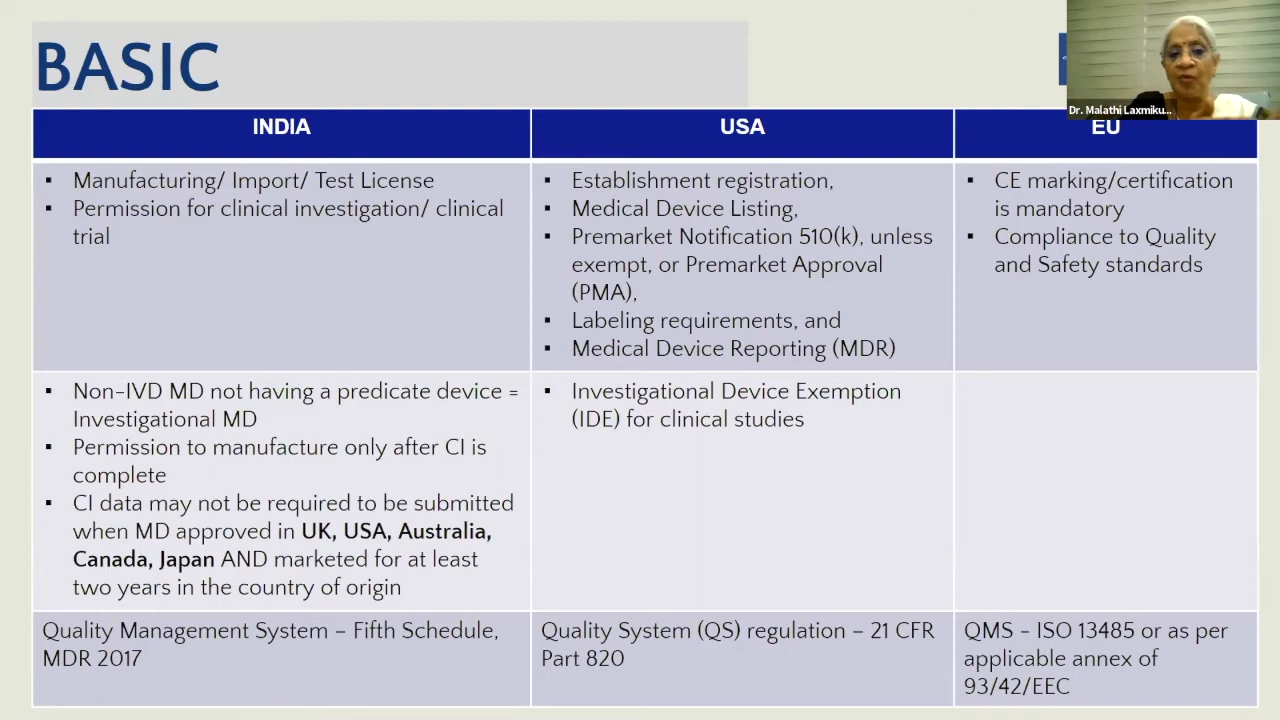 BASIC
Dr. Malathi Laxmiku...
INDIA
USA
EU
▪ Manufacturing/ Import/ Test License
▪ Permission for clinical investigation/ clinical
trial
▪ Establishment registration,
▪ Medical Device Listing,
▪ Premarket Notification 510(k), unless
exempt, or Premarket Approval
(PMA),
▪ Labeling requirements, and
▪ Medical Device Reporting (MDR)
▪ CE marking/certification
is mandatory
▪ Compliance to Quality
and Safety standards
▪ Non-IVD MD not having a predicate device =
Investigational MD
▪ Permission to manufacture only after CI is
complete
▪ CI data may not be required to be submitted
when MD approved in UK, USA, Australia,
Canada, Japan AND marketed for at least
two years in the country of origin
▪ Investigational Device Exemption
(IDE) for clinical studies
Quality Management System – Fifth Schedule,
MDR 2017
Quality System (QS) regulation – 21 CFR
Part 820
QMS - ISO 13485 or as per
applicable annex of
93/42/EEC